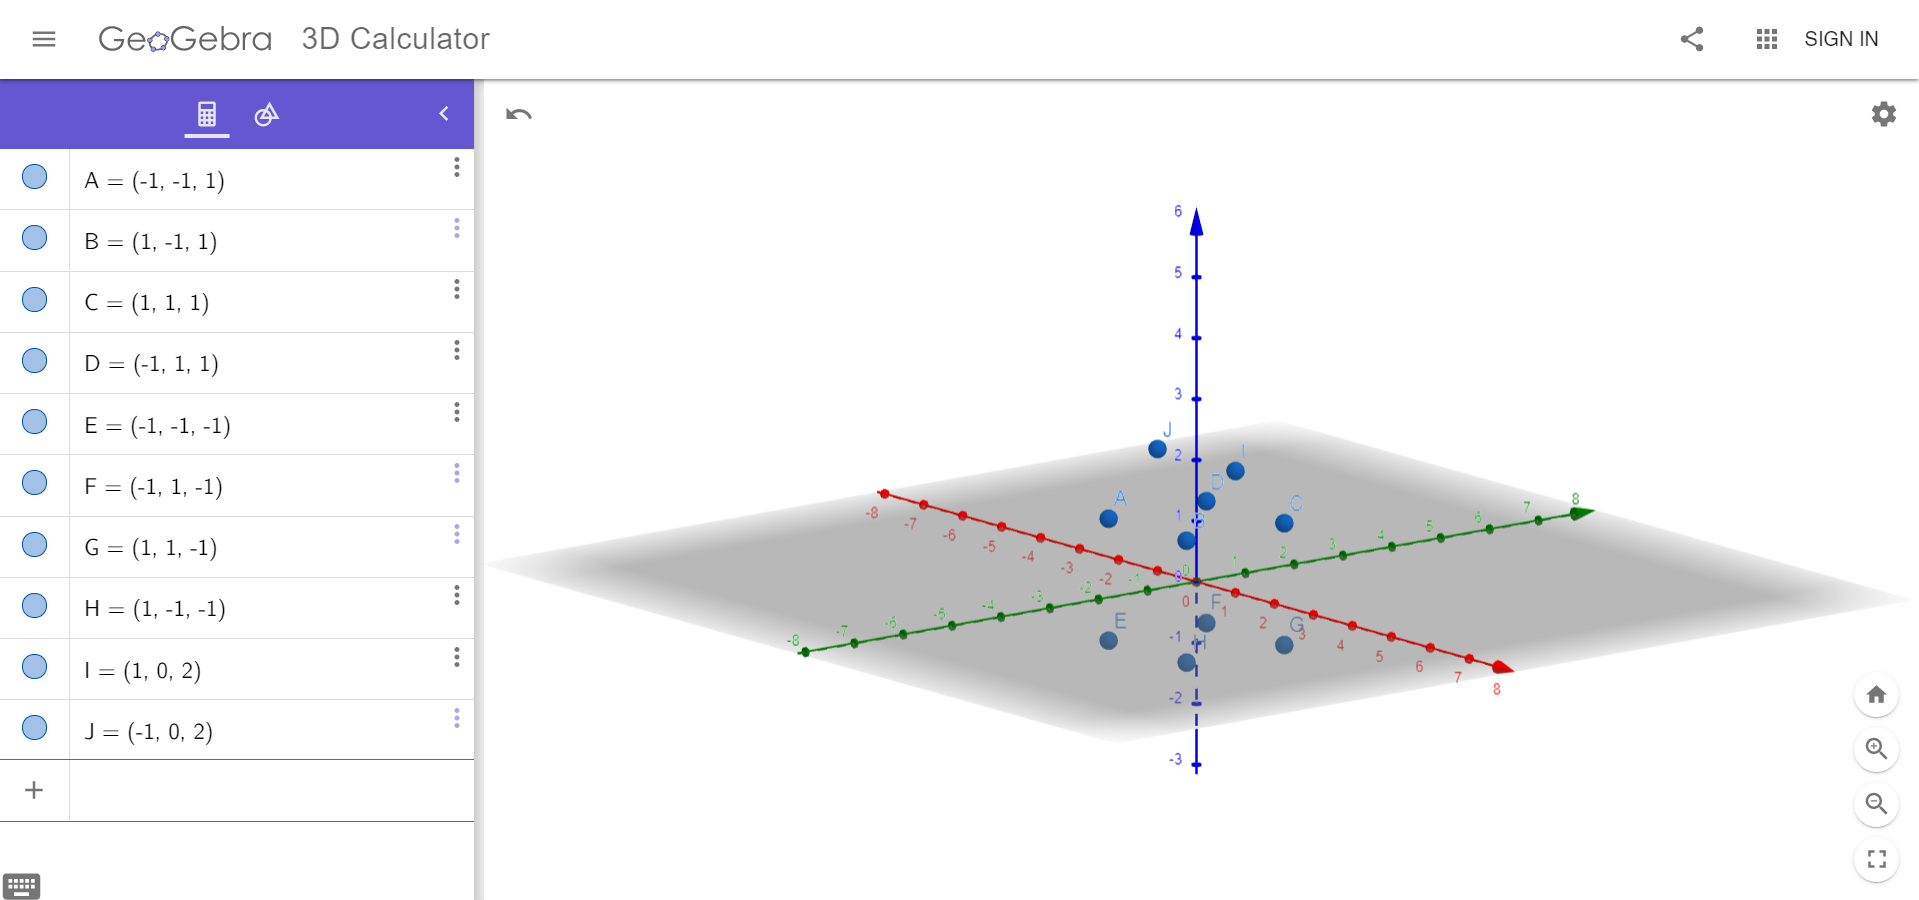 GeoGebra 3D Calculator SIGN IN
A = (-1, -1, 1)
B = (1, -1, 1)
C = (1, 1, 1)
D = (-1, 1, 1)
E = (-1, -1, -1)
F = (-1, 1, -1)
G = (1, 1, -1)
H = (1, -1, -1)
I = (1, 0, 2)
J = (-1, 0, 2)
+
6
5
4
3
2
1
0
-1
-2
-3
-8 -7 -6 -5 -4 -3 -2 0 1 2 3 4 5 6 7 8
-8 -7 -6 -5 -4 -3 -2 -1 0 1 2 3 4 5 6 7 8
J
I
D
A
C
B
F
E
G
H